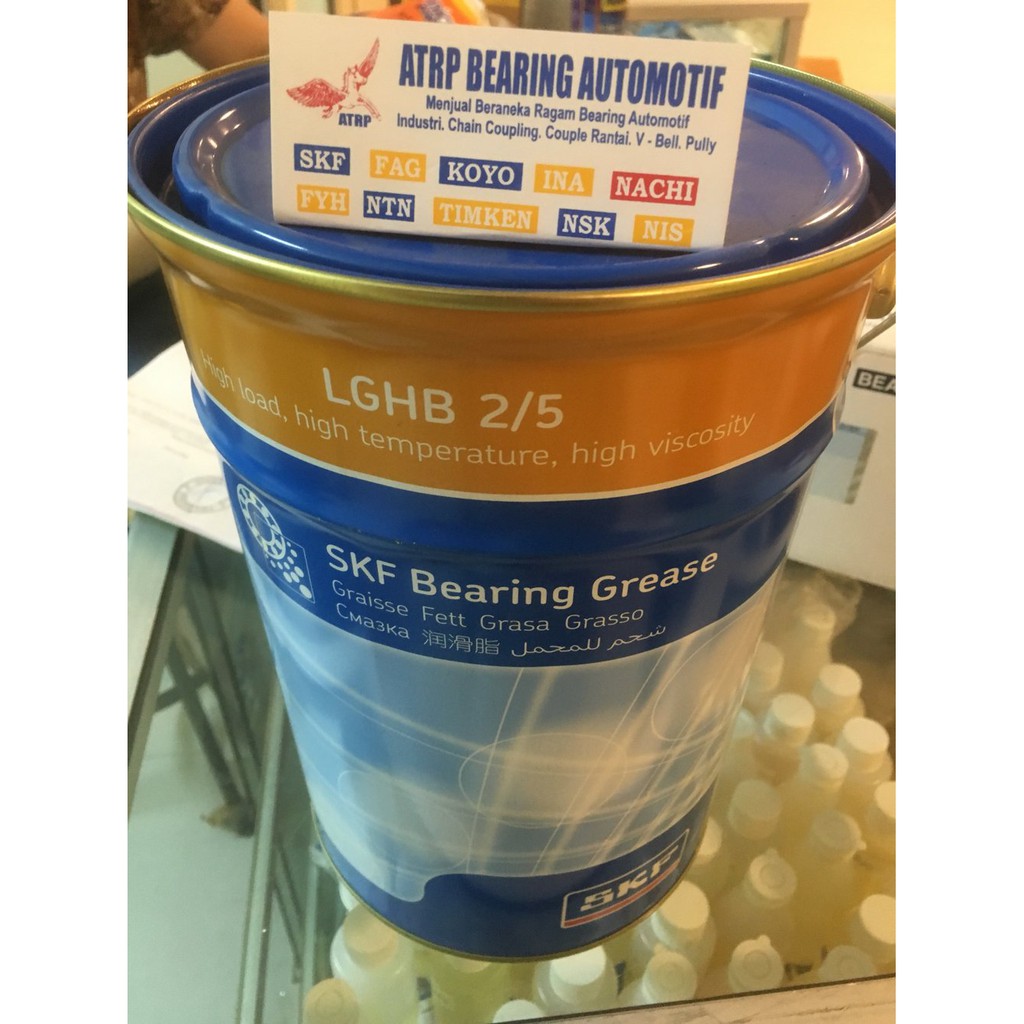 ATRP BEARING AUTOMOTIF
Menjual Beraneka Ragam Bearing Automotif
Industri. Chain Coupling. Couple Rantai. V - Bell. Pully
ATRP
SKF FAG KOYO INA NACHI
FYH NTN TIMKEN NSK NIS
LGHB 2/5
High load, high temperature, high viscosity
BEA
SKF Bearing Grease
Graisse Fett Grasa Grasso
Смазка 润滑脂 شحم للمحمل
SKF